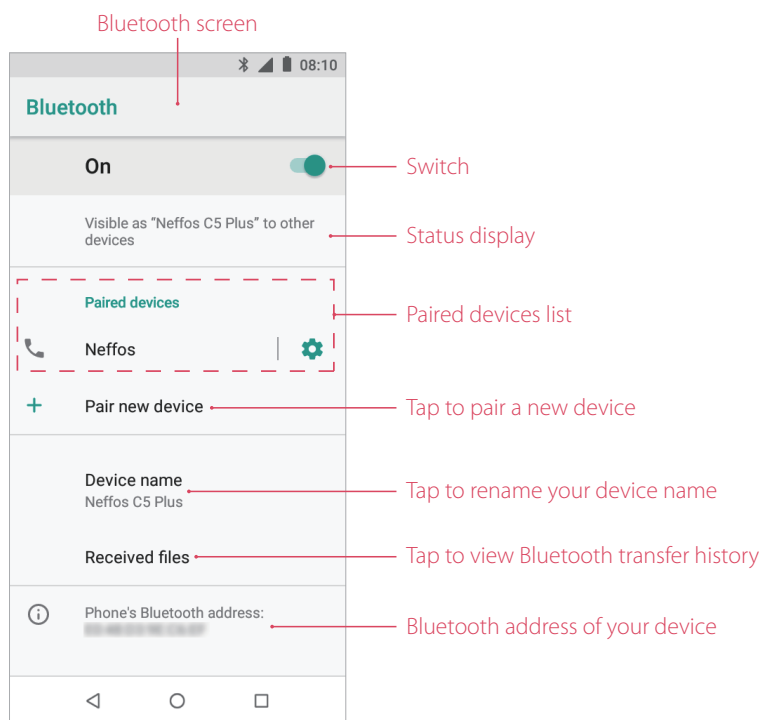 Bluetooth screen
08:10
Bluetooth
On
Switch
Visible as "Neffos C5 Plus" to other
devices
Status display
Paired devices
Paired devices list
Neffos
Pair new device
Tap to pair a new device
Device name
Neffos C5 Plus
Tap to rename your device name
Received files
Tap to view Bluetooth transfer history
Phone's Bluetooth address:
Bluetooth address of your device